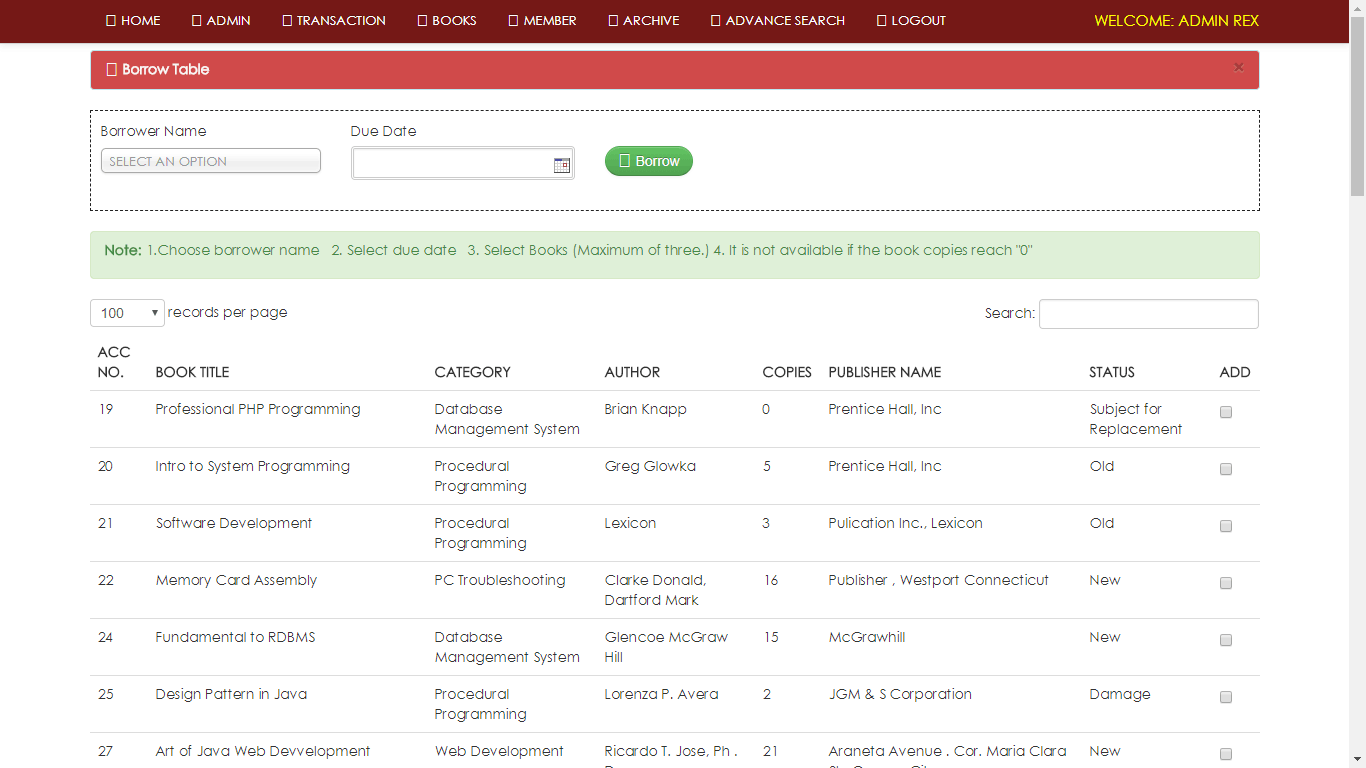 HOME ADMIN TRANSACTION BOOKS MEMBER ARCHIVE ADVANCE SEARCH LOGOUT WELCOME: ADMIN REX
Borrow Table ×
Borrower Name Due Date
SELECT AN OPTION Borrow
Note: 1.Choose borrower name 2. Select due date 3. Select Books (Maximum of three.) 4. It is not available if the book copies reach "0"
100 records per page Search:
ACC
NO. BOOK TITLE CATEGORY AUTHOR COPIES PUBLISHER NAME STATUS ADD
19 Professional PHP Programming Database Brian Knapp 0 Prentice Hall, Inc Subject for
Management System Replacement
20 Intro to System Programming Procedural Greg Glowka 5 Prentice Hall, Inc Old
Programming
21 Software Development Procedural Lexicon 3 Pulication Inc., Lexicon Old
Programming
22 Memory Card Assembly PC Troubleshooting Clarke Donald, 16 Publisher , Westport Connecticut New
Dartford Mark
24 Fundamental to RDBMS Database Glencoe McGraw 15 McGrawhill New
Management System Hill
25 Design Pattern in Java Procedural Lorenza P. Avera 2 JGM & S Corporation Damage
Programming
27 Art of Java Web Devvelopment Web Development Ricardo T. Jose, Ph . 21 Araneta Avenue . Cor. Maria Clara New